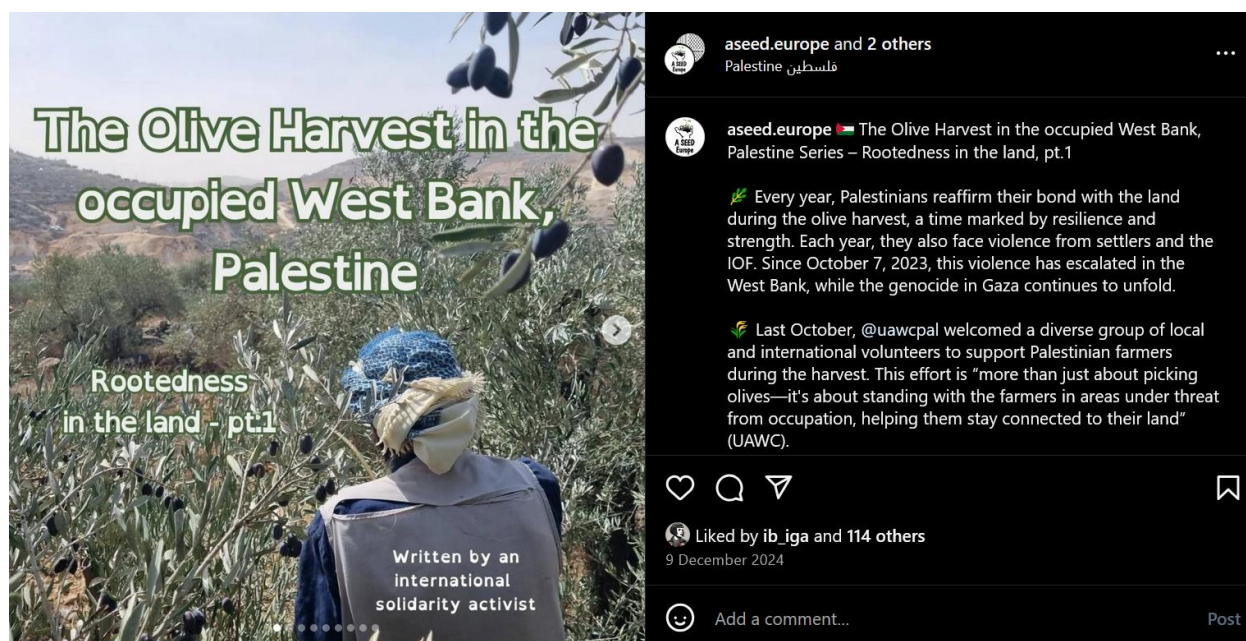 The Olive Harvest in the
occupied West Bank,
Palestine
Rootedness
in the land - pt.1
Written by an
international
solidarity activist
A SEED
Europe
aseed.europe and 2 others
Palestine فلسطين
A SEED
Europe
aseed.europe 🇵🇸 The Olive Harvest in the occupied West Bank,
Palestine Series – Rootedness in the land, pt.1
🌿 Every year, Palestinians reaffirm their bond with the land
during the olive harvest, a time marked by resilience and
strength. Each year, they also face violence from settlers and the
IOF. Since October 7, 2023, this violence has escalated in the
West Bank, while the genocide in Gaza continues to unfold.
🌾 Last October, @uawcpal welcomed a diverse group of local
and international volunteers to support Palestinian farmers
during the harvest. This effort is “more than just about picking
olives—it's about standing with the farmers in areas under threat
from occupation, helping them stay connected to their land”
(UAWC).
Liked by ib_iga and 114 others
9 December 2024
Add a comment...
Post